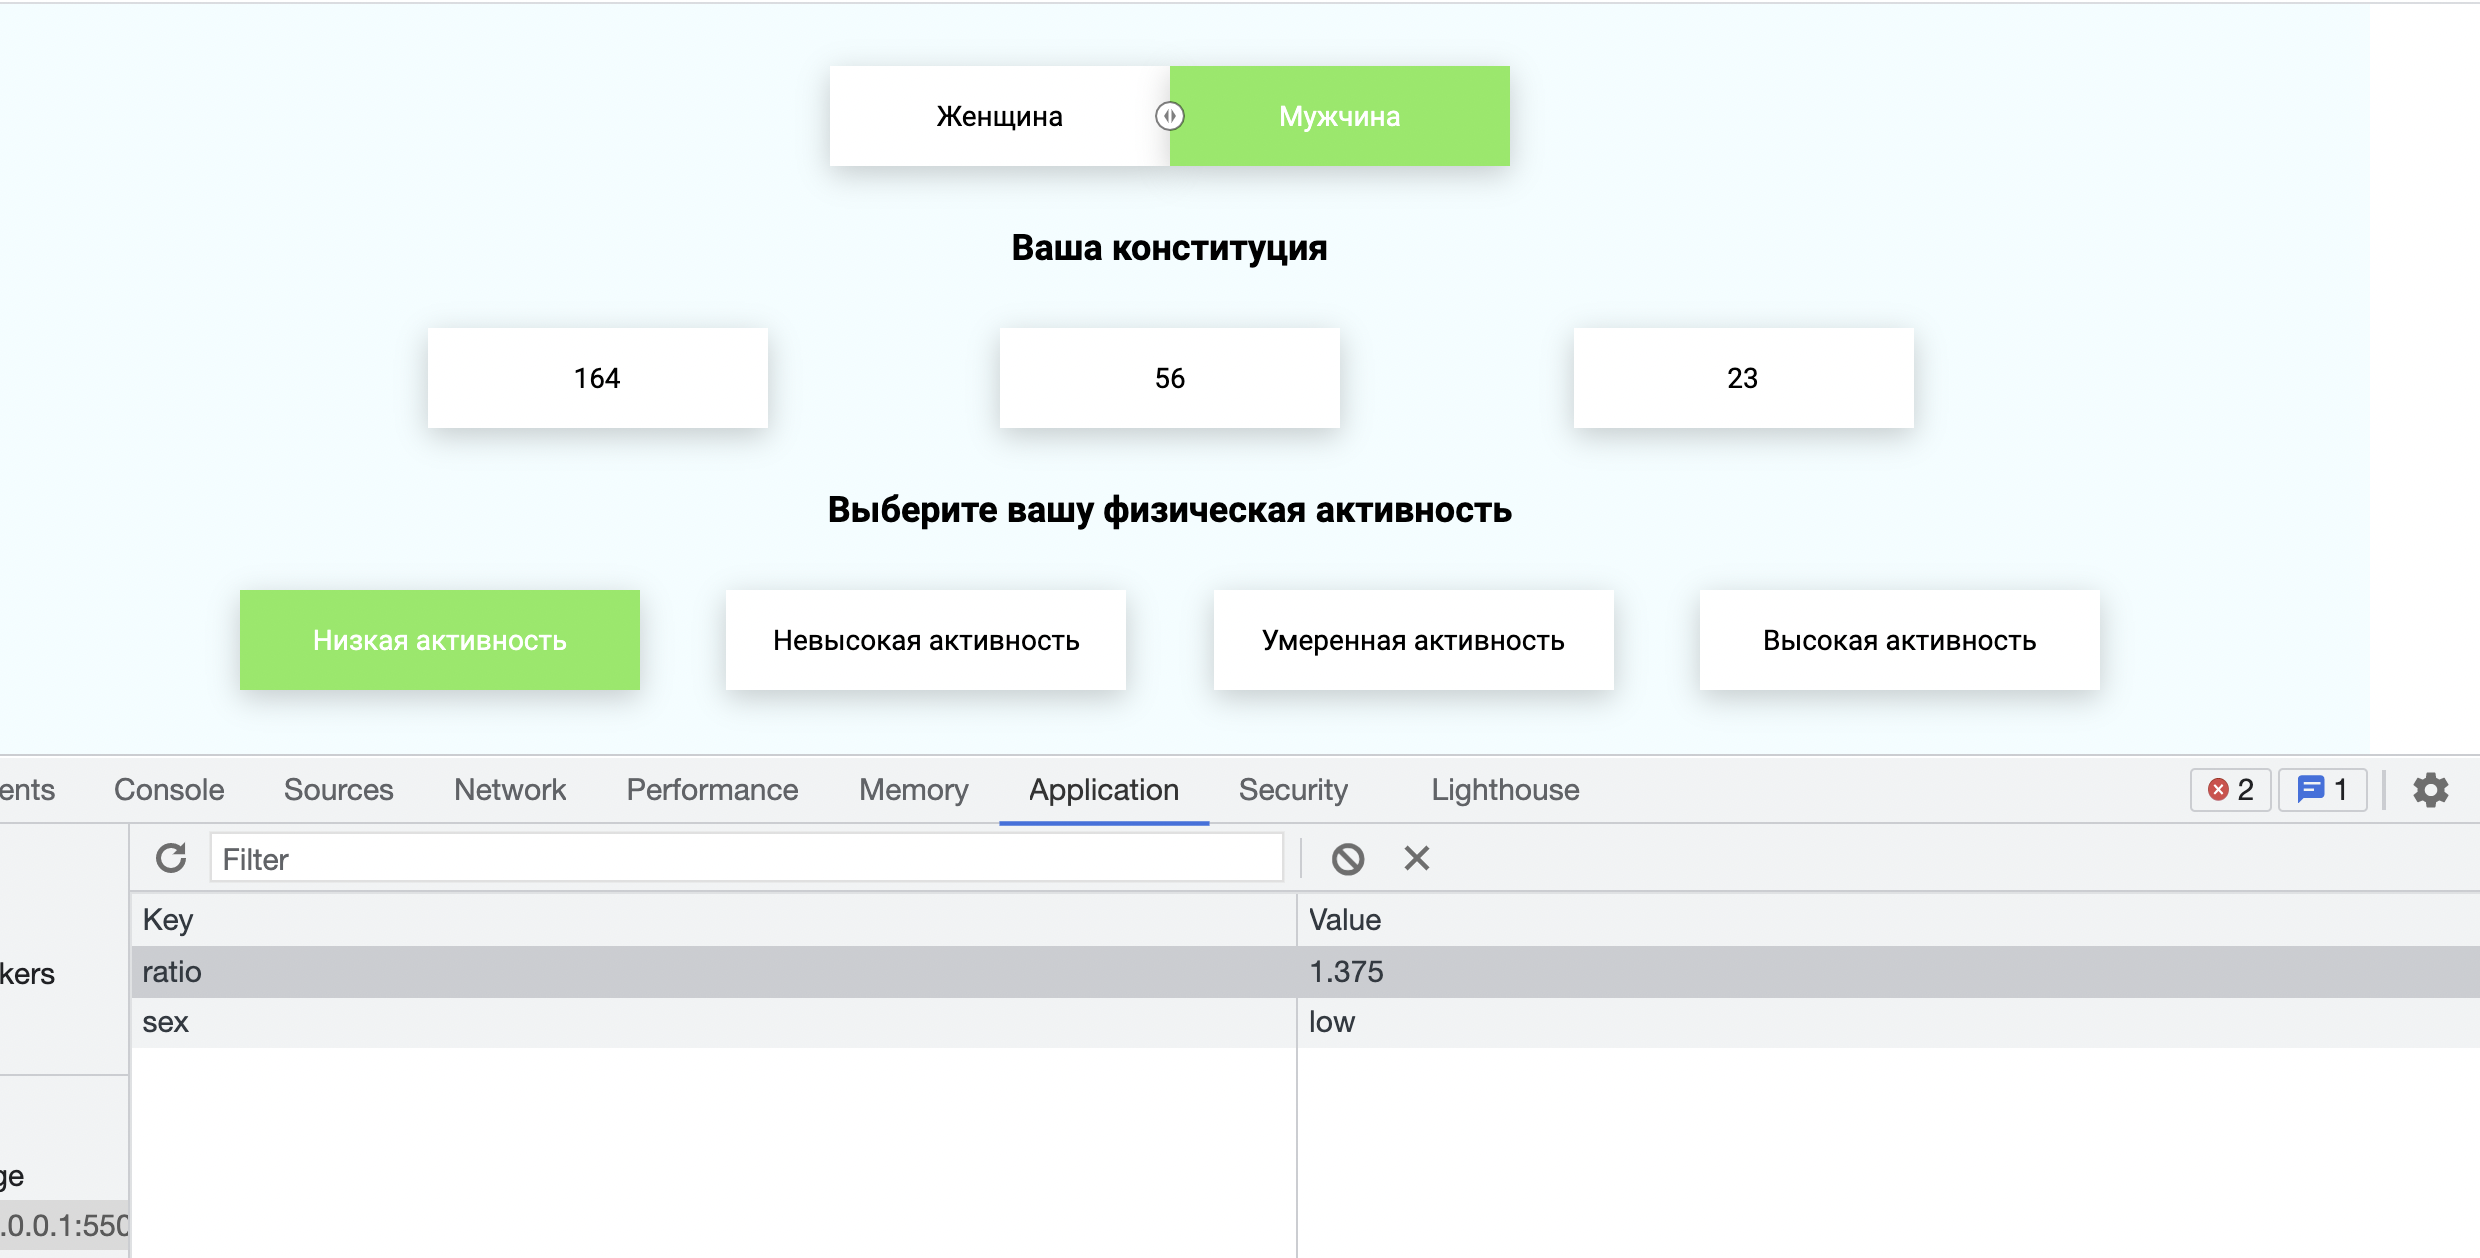 Женщина
Мужчина
Ваша конституция
164
56
23
Выберите вашу физическая активность
Низкая активность
Невысокая активность
Умеренная активность
Высокая активность
ents Console Sources Network Performance Memory Application Security Lighthouse 2 1
Filter
Key Value
ratio 1.375
sex low
kers
ge
.0.0.1:550